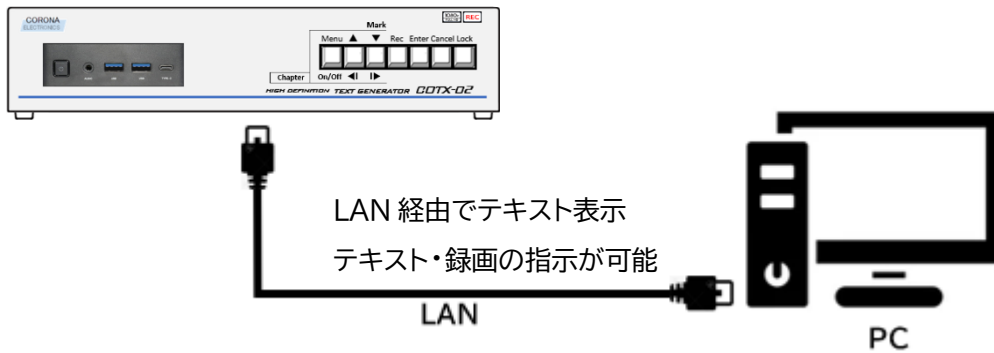 CORONA
ELECTRONICS
REC
Mark
Menu ▲ ▼ Rec Enter Cancel Lock
Chapter On/Off ◀I I▶
HIGH DEFINITION TEXT GENERATOR COTX-02
LAN 経由でテキスト表示
テキスト・録画の指示が可能
LAN
PC